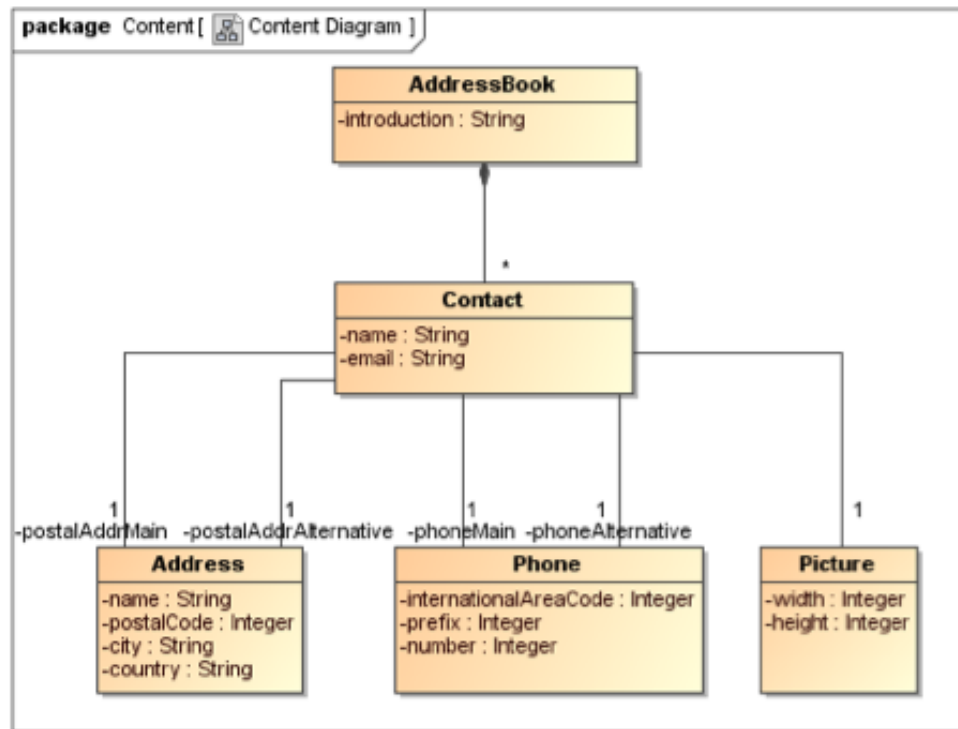 package Content [ Content Diagram ]
AddressBook
-introduction : String
*
Contact
-name : String
-email : String
1 1 1 1 1
-postalAddrMain -postalAddrAlternative -phoneMain -phoneAlternative
Address
-name : String
-postalCode : Integer
-city : String
-country : String
Phone
-internationalAreaCode : Integer
-prefix : Integer
-number : Integer
Picture
-width : Integer
-height : Integer